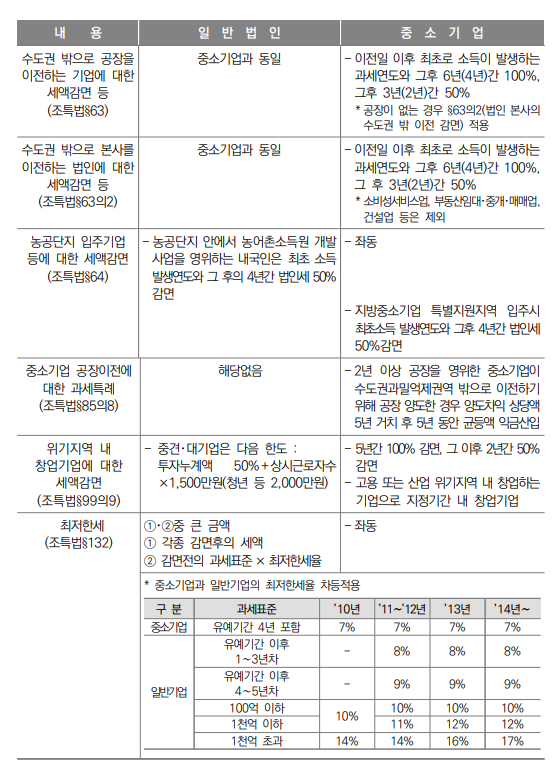 내 용 일 반 법 인 중 소 기 업
수도권 밖으로 공장을
이전하는 기업에 대한
세액감면 등
(조특법§63)
중소기업과 동일
- 이전일 이후 최초로 소득이 발생하는
과세연도와 그후 6년(4년)간 100%,
그후 3년(2년)간 50%
* 공장이 없는 경우 §63의2(법인 본사의
수도권 밖 이전 감면) 적용
수도권 밖으로 본사를
이전하는 법인에 대한
세액감면 등
(조특법§63의2)
중소기업과 동일
- 이전일 이후 최초로 소득이 발생하는
과세연도와 그후 6년(4년)간 100%,
그 후 3년(2년)간 50%
* 소비성서비스업, 부동산임대·중개·매매업,
건설업 등은 제외
농공단지 입주기업
등에 대한 세액감면
(조특법§64)
- 농공단지 안에서 농어촌소득원 개발
사업을 영위하는 내국인은 최초 소득
발생연도와 그 후의 4년간 법인세 50%
감면
- 좌동
- 지방중소기업 특별지원지역 입주시
최초소득 발생연도와 그후 4년간 법인세
50%감면
중소기업 공장이전에
대한 과세특례
(조특법§85의8)
해당없음
- 2년 이상 공장을 영위한 중소기업이
수도권과밀억제권역 밖으로 이전하기
위해 공장 양도한 경우 양도차익 상당액
5년 거치 후 5년 동안 균등액 익금산입
위기지역 내
창업기업에 대한
세액감면
(조특법§99의9)
- 중견·대기업은 다음 한도 :
투자누계액 50%+상시근로자수
×1,500만원(청년 등 2,000만원)
- 5년간 100% 감면, 그 이후 2년간 50%
감면
- 고용 또는 산업 위기지역 내 창업하는
기업으로 지정기간 내 창업기업
최저한세
(조특법§132)
①·②중 큰 금액
① 각종 감면후의 세액
② 감면전의 과세표준×최저한세율
- 좌동
* 중소기업과 일반기업의 최저한세율 차등적용
구 분 과세표준 ’10년 ’11~’12년 ’13년 ’14년~
중소기업 유예기간 4년 포함 7% 7% 7% 7%
일반기업
유예기간 이후
1~3년차
- 8% 8% 8%
유예기간 이후
4~5년차
- 9% 9% 9%
100억 이하 10% 10% 10% 10%
1천억 이하 11% 12% 12%
1천억 초과 14% 14% 16% 17%